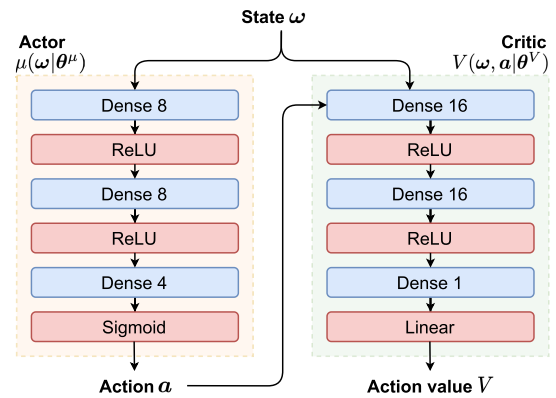 State ω
Actor
μ(ω|θ^μ)
Dense 8
ReLU
Dense 8
ReLU
Dense 4
Sigmoid
Action a
Critic
V(ω, a|θ^V)
Dense 16
ReLU
Dense 16
ReLU
Dense 1
Linear
Action value V